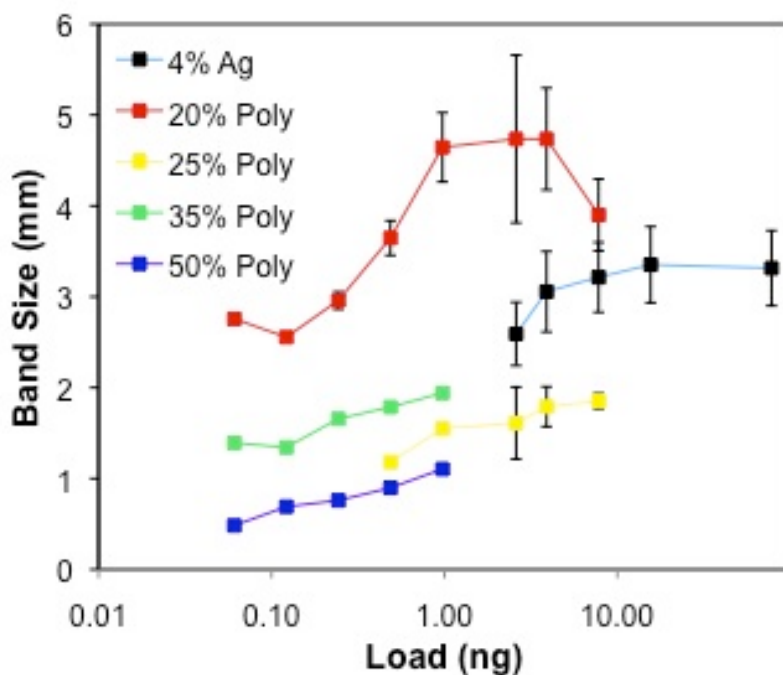 6
5
4
3
2
1
0
Band Size (mm)
4% Ag
20% Poly
25% Poly
35% Poly
50% Poly
0.01 0.10 1.00 10.00
Load (ng)